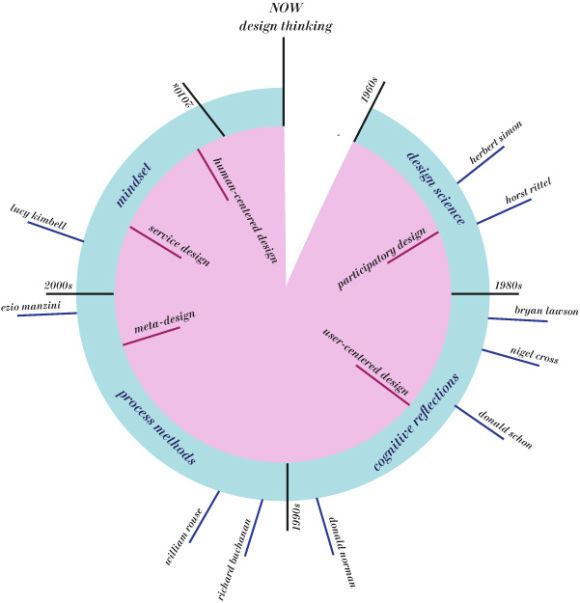 NOW
design thinking
1960s
design science
herbert simon
horst rittel
participatory design
1980s
bryan lawson
nigel cross
donald schon
user-centered design
cognitive reflections
donald norman
1990s
richard buchanan
william rouse
process methods
meta-design
ezio manzini
2000s
lucy kimbell
service design
mindset
human-centered design
2010s